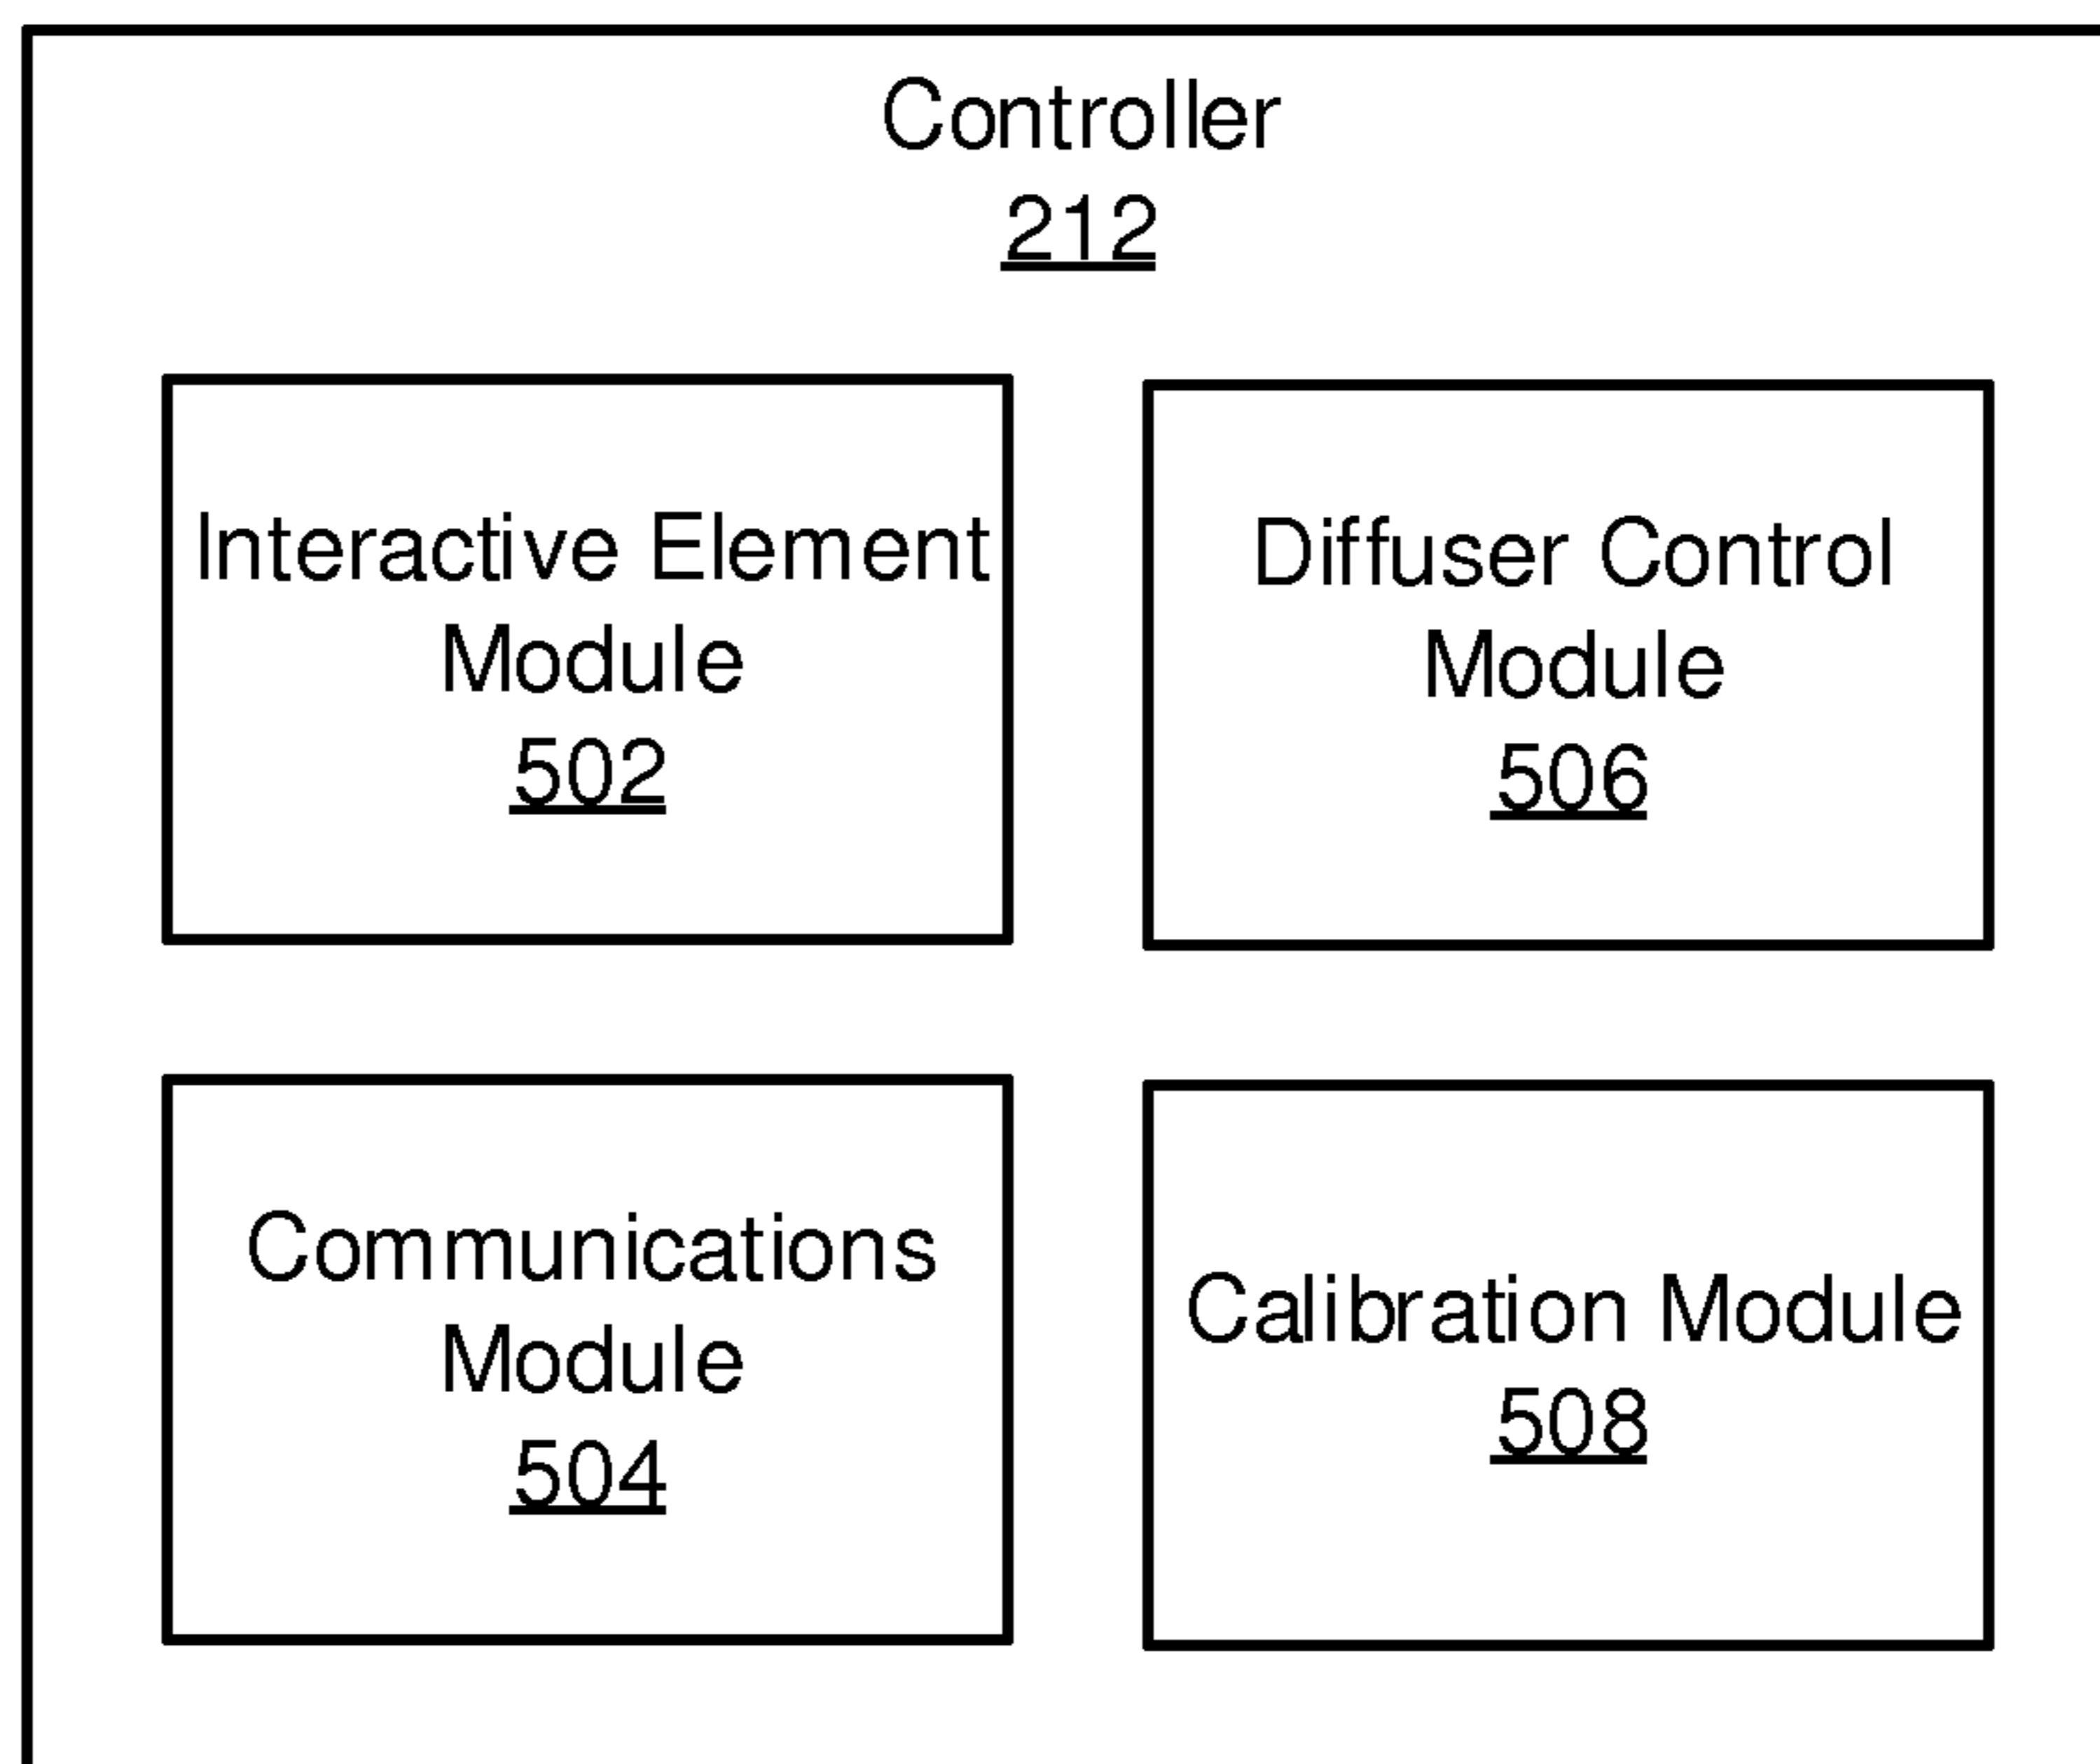 Controller
212
Interactive Element
Module
502
Diffuser Control
Module
506
Communications
Module
504
Calibration Module
508